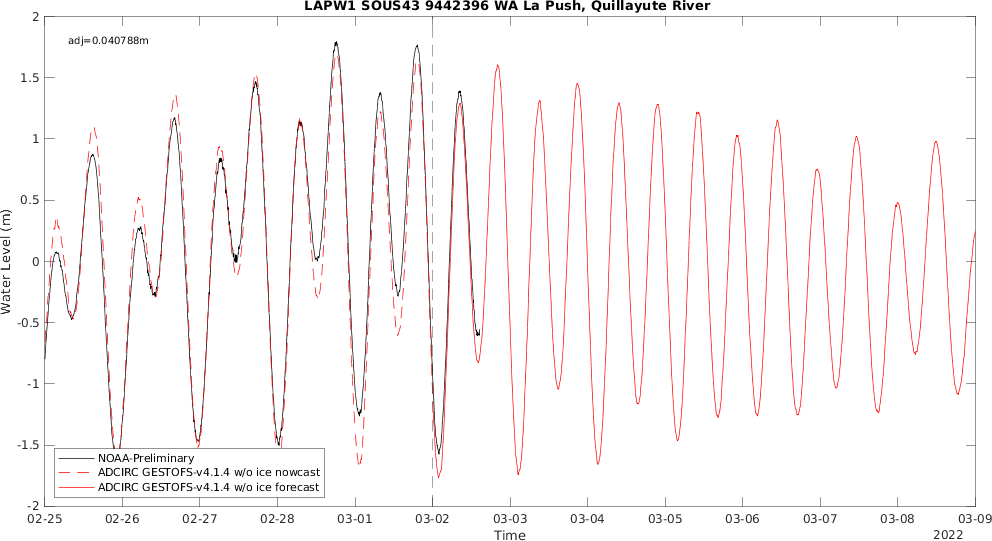 LAPW1 SOUS43 9442396 WA La Push, Quillayute River
adj=0.040788m
2
1.5
1
0.5
0
-0.5
-1
-1.5
-2
Water Level (m)
NOAA-Preliminary
ADCIRC GESTOFS-v4.1.4 w/o ice nowcast
ADCIRC GESTOFS-v4.1.4 w/o ice forecast
02-25 02-26 02-27 02-28 03-01 03-02 03-03 03-04 03-05 03-06 03-07 03-08 03-09
Time
2022